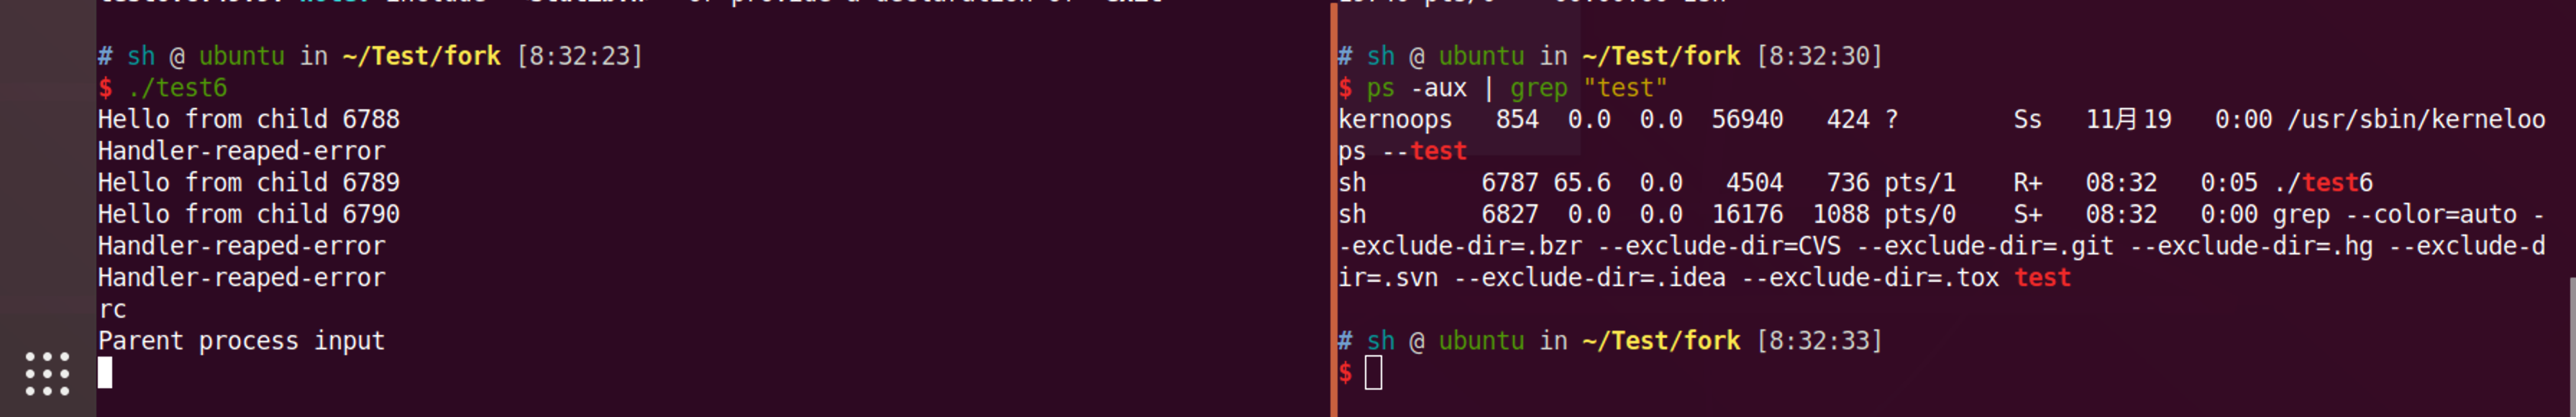 # sh @ ubuntu in ~/Test/fork [8:32:23]
$ ./test6
Hello from child 6788
Handler-reaped-error
Hello from child 6789
Hello from child 6790
Handler-reaped-error
Handler-reaped-error
rc
Parent process input
# sh @ ubuntu in ~/Test/fork [8:32:30]
$ ps -aux | grep "test"
kernoops   854  0.0  0.0  56940   424 ?        Ss   11月19   0:00 /usr/sbin/kerneloo
ps --test
sh        6787 65.6  0.0   4504   736 pts/1    R+   08:32   0:05 ./test6
sh        6827  0.0  0.0  16176  1088 pts/0    S+   08:32   0:00 grep --color=auto -
-exclude-dir=.bzr --exclude-dir=CVS --exclude-dir=.git --exclude-dir=.hg --exclude-d
ir=.svn --exclude-dir=.idea --exclude-dir=.tox test
# sh @ ubuntu in ~/Test/fork [8:32:33]
$